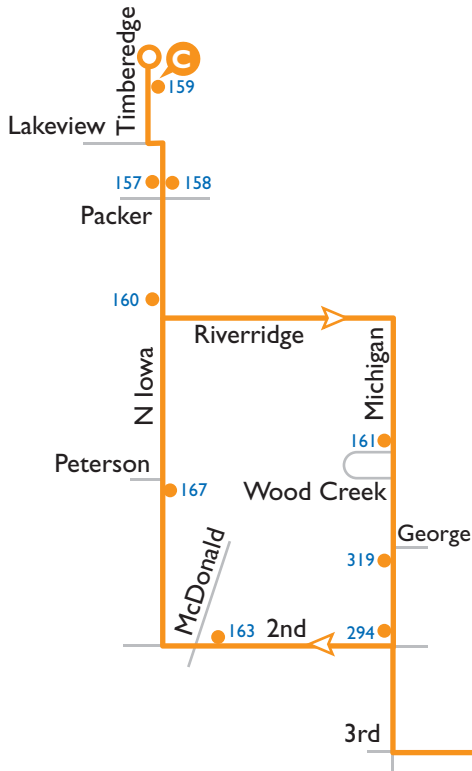 Timberedge
C
159
Lakeview
157
158
Packer
160
Riverridge
N Iowa
Michigan
161
Peterson
167
Wood Creek
George
McDonald
319
163
2nd
294
3rd